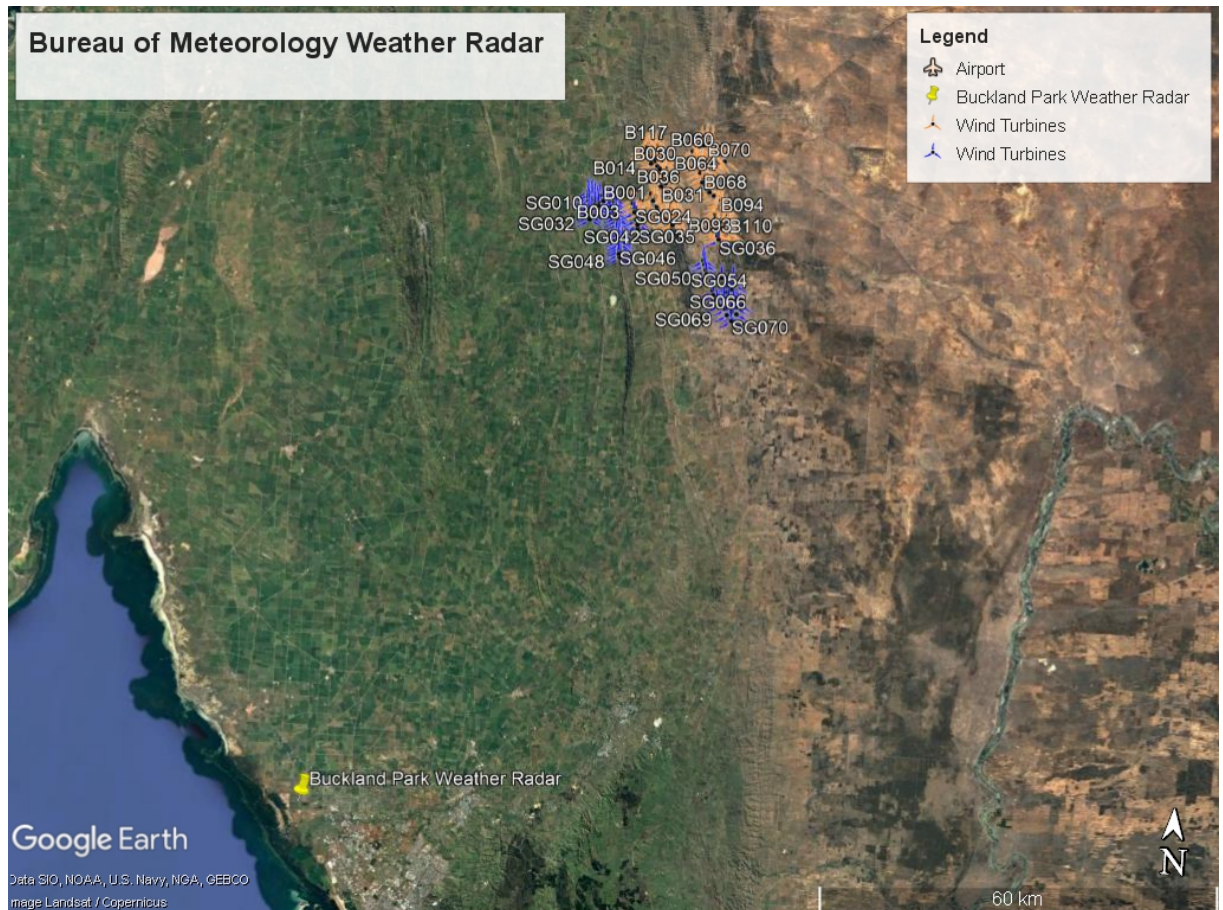 Bureau of Meteorology Weather Radar
Legend
Airport
Buckland Park Weather Radar
Wind Turbines
Wind Turbines
B117
B060
B030
B070
B014
B064
B036
B068
B001
B031
SG010
B003
SG024
B094
SG032
SG042
SG035
B093
B110
SG036
SG048
SG046
SG050
SG054
SG066
SG069
SG070
Buckland Park Weather Radar
Google Earth
Data SIO, NOAA, U.S. Navy, NGA, GEBCO
Image Landsat / Copernicus
N
60 km